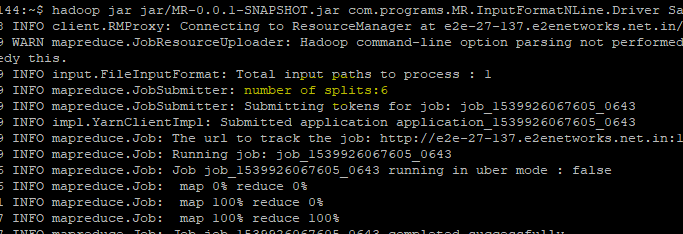 144:~$ hadoop jar jar/MR-0.0.1-SNAPSHOT.jar com.programs.MR.InputFormatNLine.Driver Sa
8 INFO client.RMProxy: Connecting to ResourceManager at e2e-27-137.e2enetworks.net.in/
9 WARN mapreduce.JobResourceUploader: Hadoop command-line option parsing not performed
edy this.
9 INFO input.FileInputFormat: Total input paths to process : 1
9 INFO mapreduce.JobSubmitter: number of splits:6
9 INFO mapreduce.JobSubmitter: Submitting tokens for job: job_1539926067605_0643
9 INFO impl.YarnClientImpl: Submitted application application_1539926067605_0643
9 INFO mapreduce.Job: The url to track the job: http://e2e-27-137.e2enetworks.net.in:1
9 INFO mapreduce.Job: Running job: job_1539926067605_0643
6 INFO mapreduce.Job: Job job_1539926067605_0643 running in uber mode : false
6 INFO mapreduce.Job:  map 0% reduce 0%
1 INFO mapreduce.Job:  map 100% reduce 0%
7 INFO mapreduce.Job:  map 100% reduce 100%
7 INFO mapreduce.Job: Job job_1539926067605_0643 completed successfully